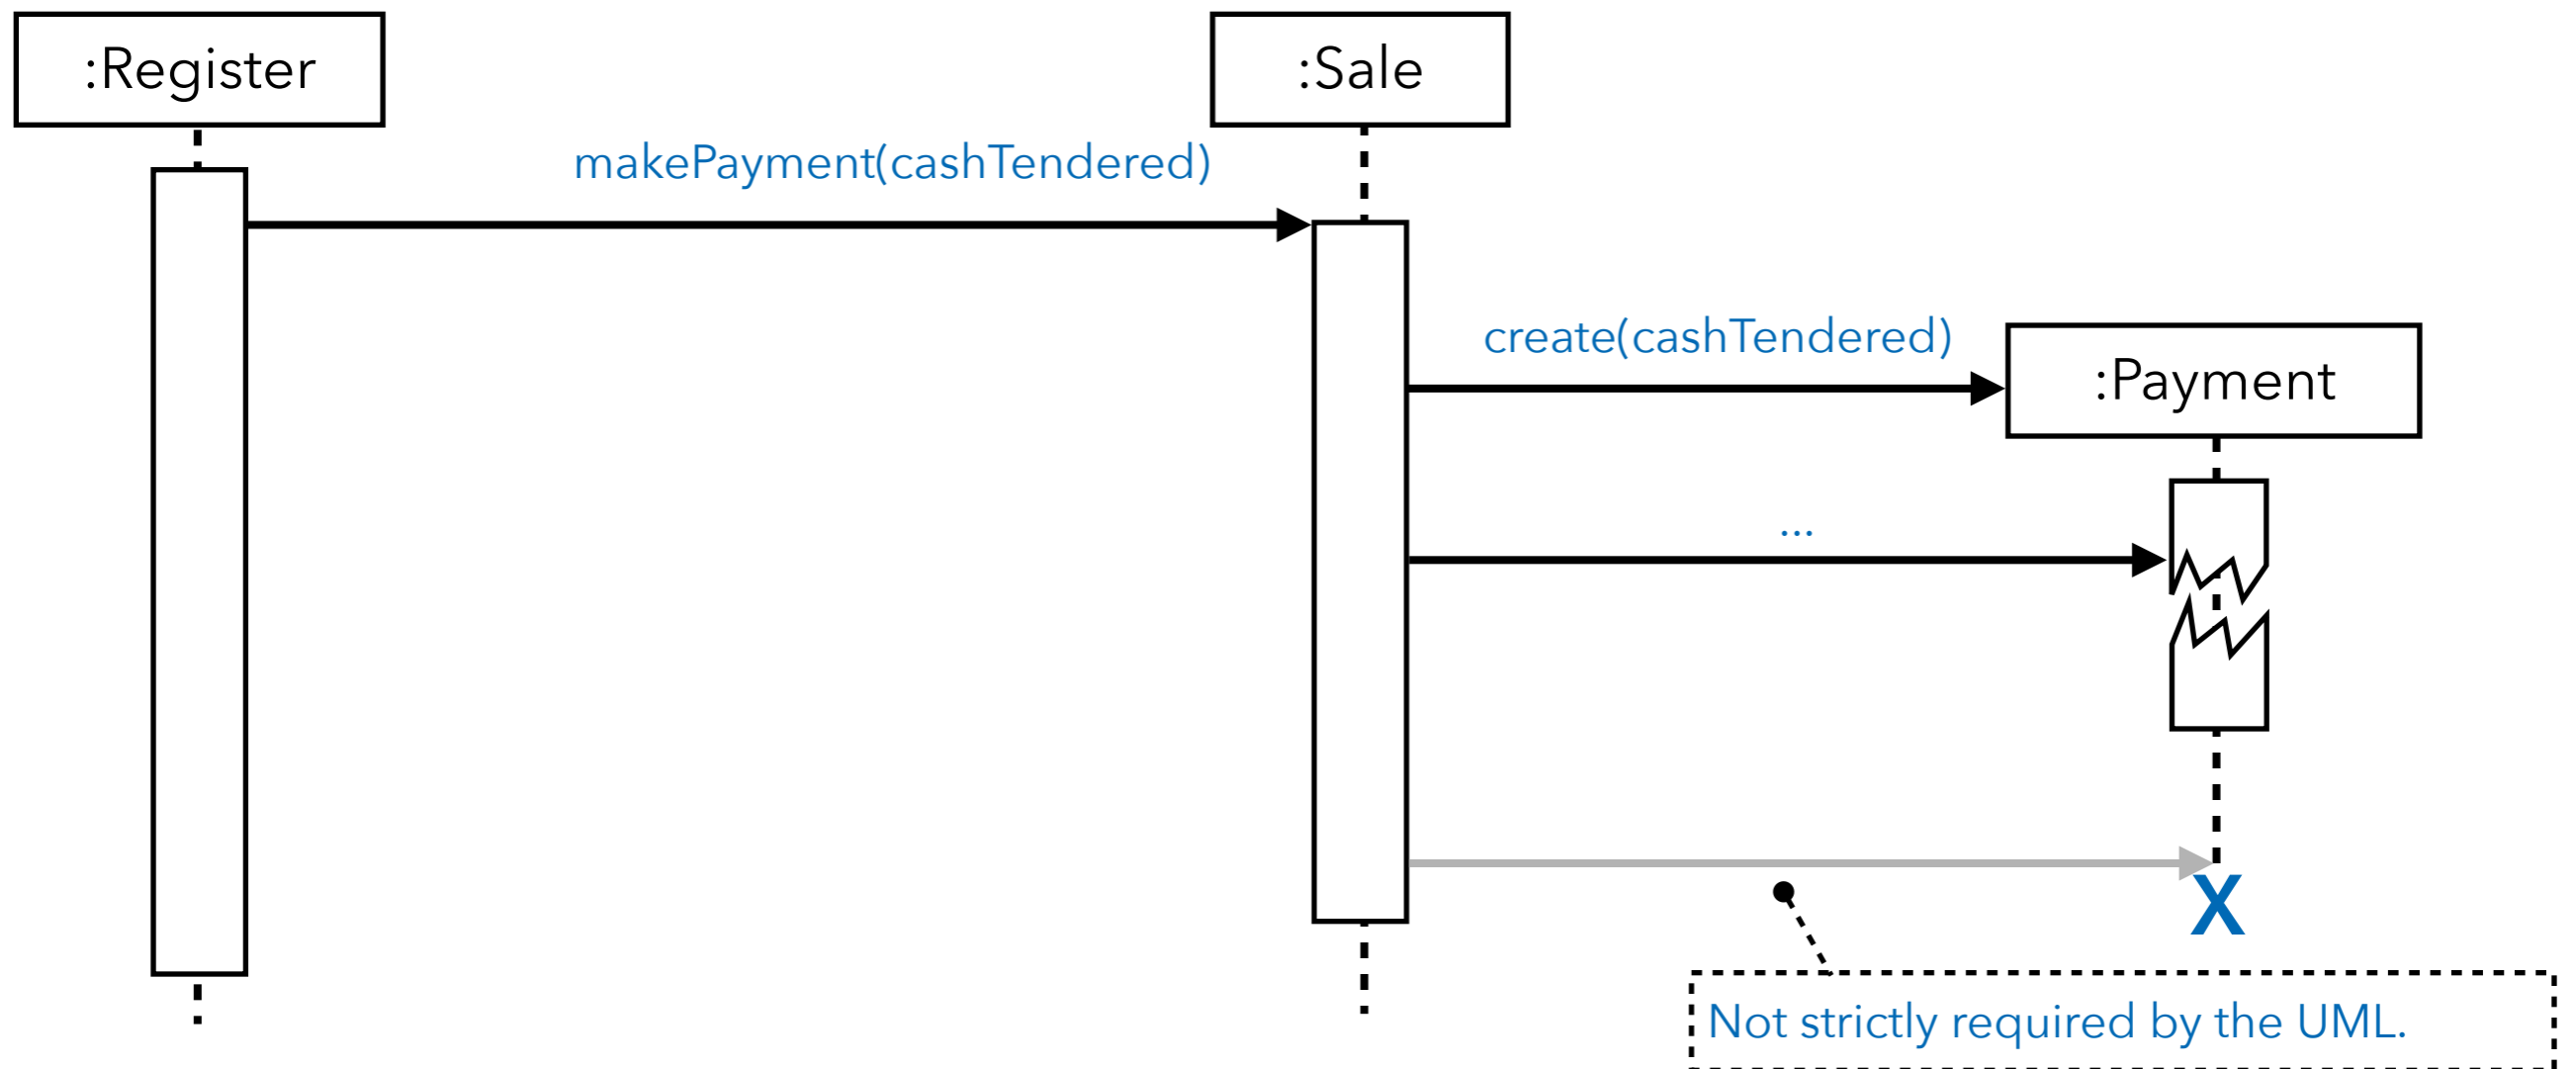 :Register
:Sale
makePayment(cashTendered)
create(cashTendered)
:Payment
...
X
Not strictly required by the UML.